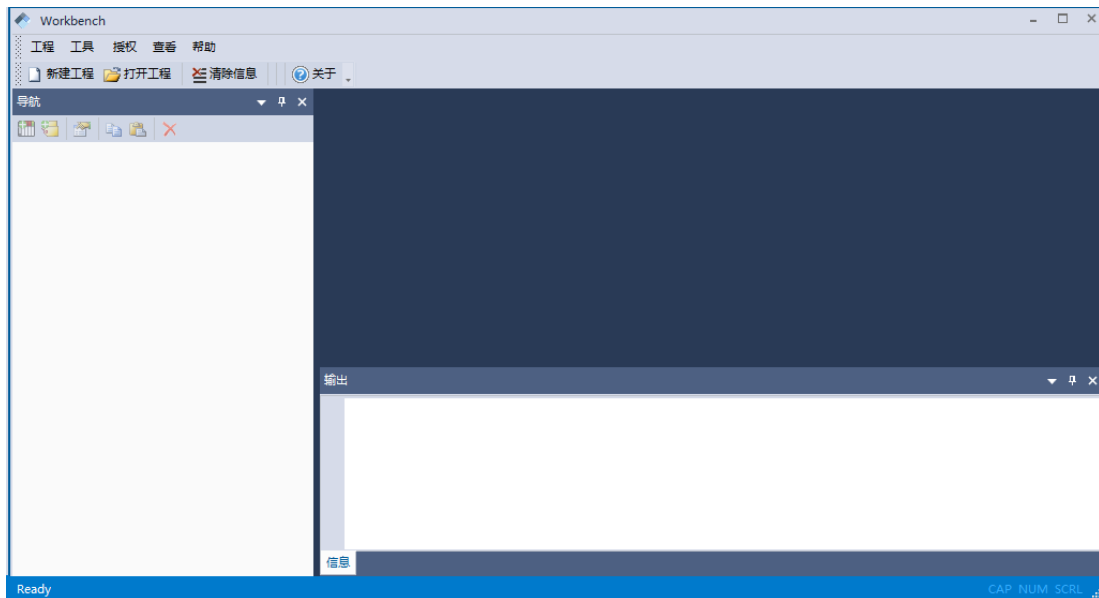 Workbench
工程 工具 授权 查看 帮助
新建工程 打开工程 清除信息 关于
导航
输出
信息
Ready CAP NUM SCRL